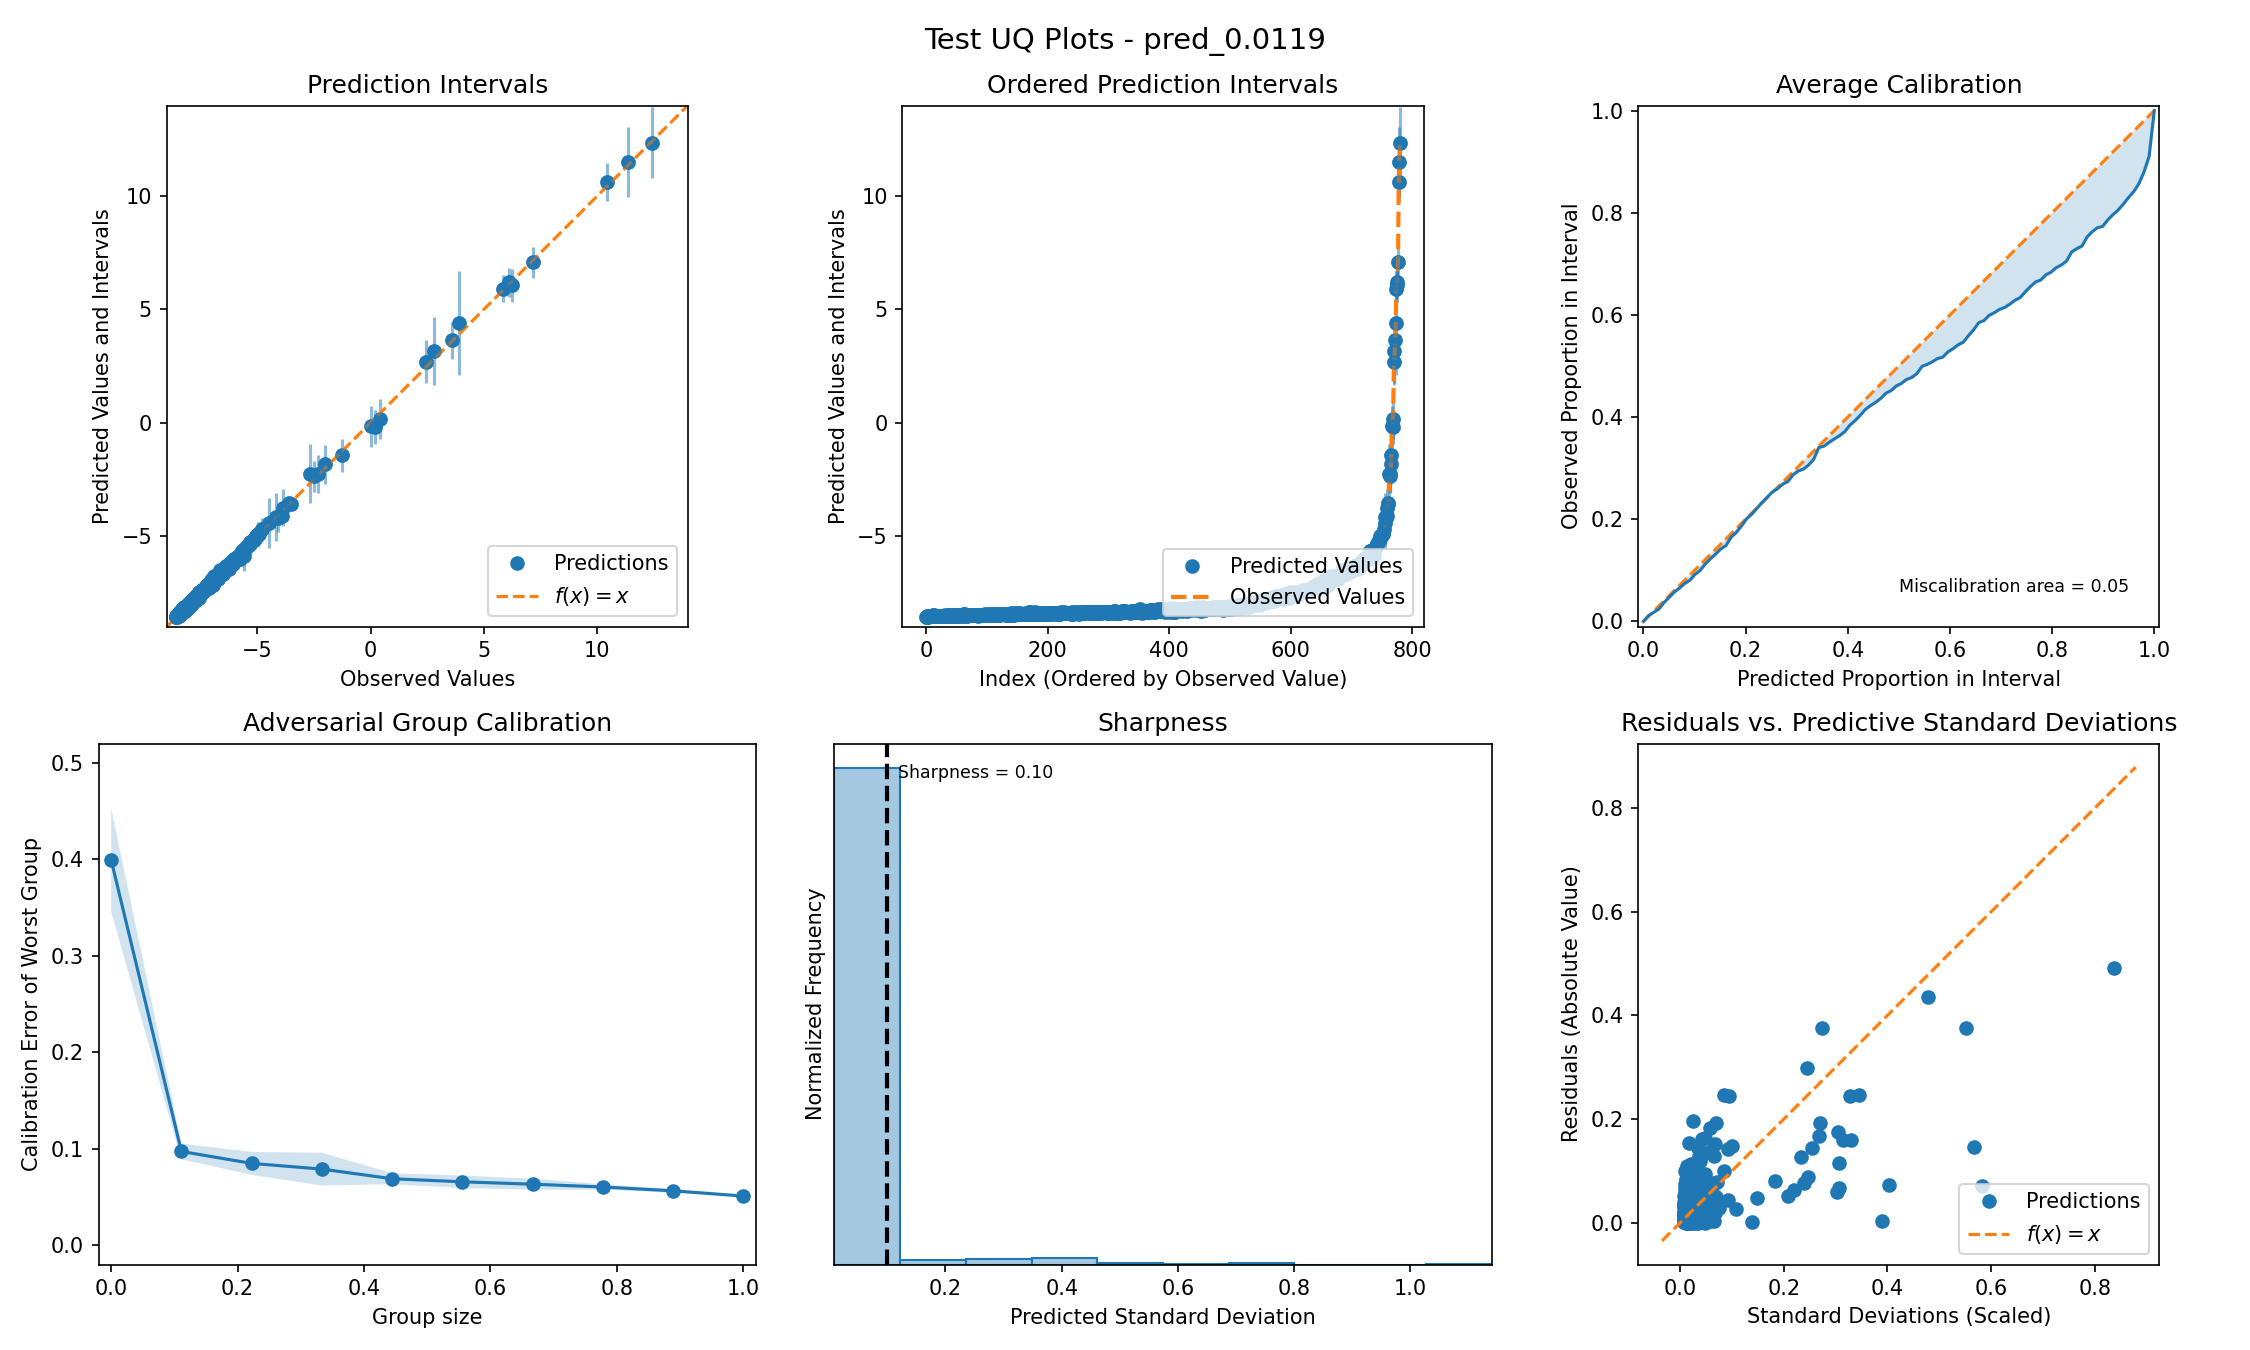 Test UQ Plots - pred_0.0119
Prediction Intervals
Predicted Values and Intervals
10
5
0
−5
−5
0
5
10
Observed Values
Predictions
f(x) = x
Ordered Prediction Intervals
Predicted Values and Intervals
10
5
0
−5
0
200
400
600
800
Index (Ordered by Observed Value)
Predicted Values
Observed Values
Average Calibration
Observed Proportion in Interval
1.0
0.8
0.6
0.4
0.2
0.0
0.0
0.2
0.4
0.6
0.8
1.0
Predicted Proportion in Interval
Miscalibration area = 0.05
Adversarial Group Calibration
Calibration Error of Worst Group
0.5
0.4
0.3
0.2
0.1
0.0
0.0
0.2
0.4
0.6
0.8
1.0
Group size
Sharpness
Normalized Frequency
Sharpness = 0.10
0.2
0.4
0.6
0.8
1.0
Predicted Standard Deviation
Residuals vs. Predictive Standard Deviations
Residuals (Absolute Value)
0.8
0.6
0.4
0.2
0.0
0.0
0.2
0.4
0.6
0.8
Standard Deviations (Scaled)
Predictions
f(x) = x